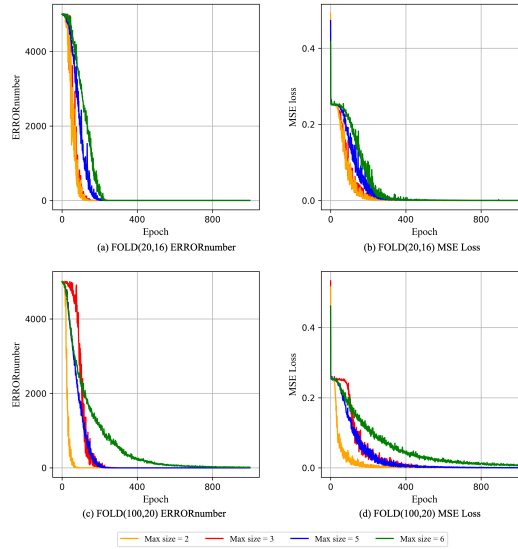 ERRORnumber
4000
2000
0
0
400
800
Epoch
(a) FOLD(20,16) ERRORnumber
MSE loss
0.4
0.2
0.0
0
400
800
Epoch
(b) FOLD(20,16) MSE Loss
ERRORnumber
4000
2000
0
0
400
800
Epoch
(c) FOLD(100,20) ERRORnumber
MSE Loss
0.4
0.2
0.0
0
400
800
Epoch
(d) FOLD(100,20) MSE Loss
Max size = 2
Max size = 3
Max size = 5
Max size = 6